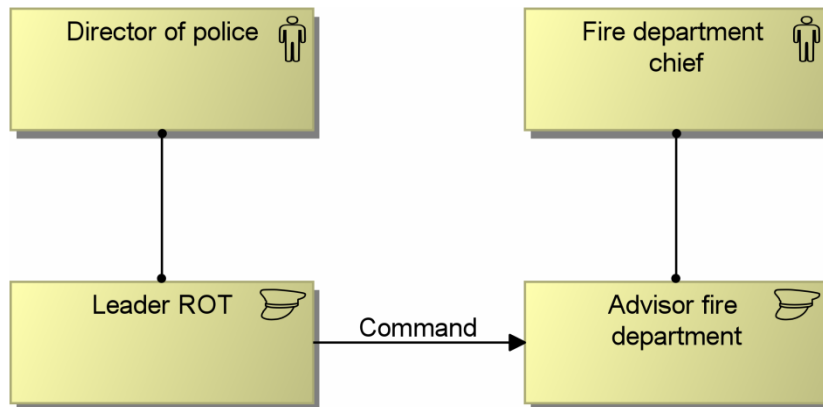 Director of police
Fire department
chief
Leader ROT
Command
Advisor fire
department